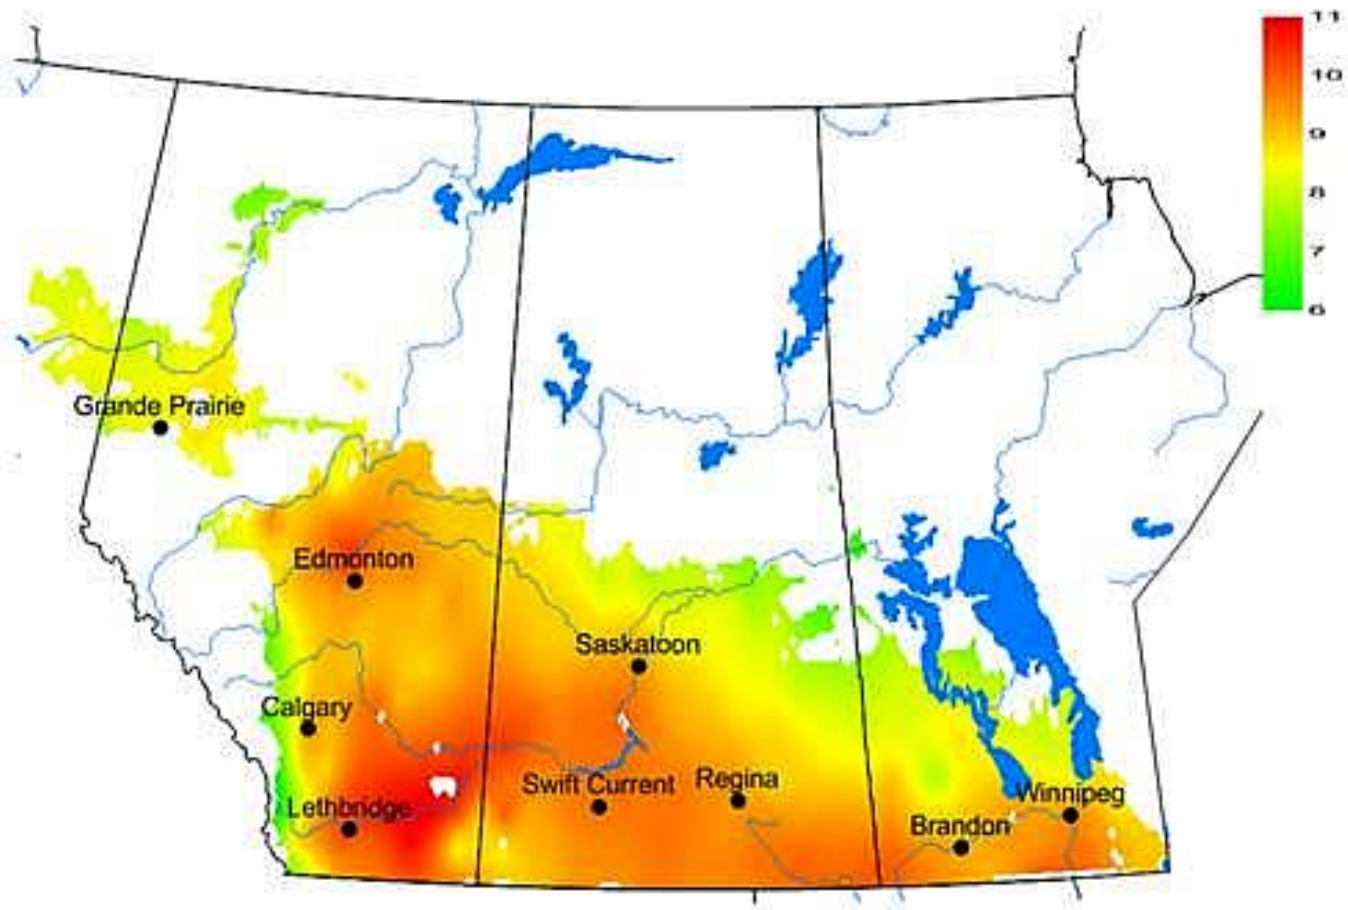 11
10
9
8
7
6
Grande Prairie
Edmonton
Saskatoon
Calgary
Swift Current
Regina
Lethbridge
Winnipeg
Brandon